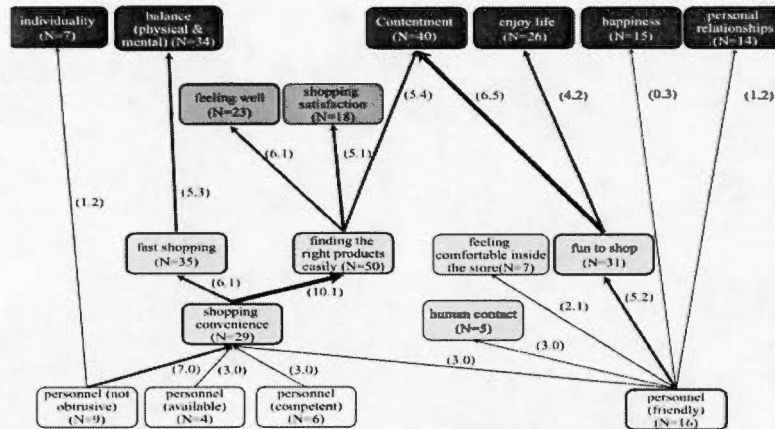 individuality
(N=7)
balance
(physical &
mental) (N=34)
Contentment
(N=40)
enjoy life
(N=26)
happiness
(N=15)
personal
relationships
(N=14)
feeling well
(N=23)
shopping
satisfaction
(N=18)
(5.4)
(6.5)
(4.2)
(0.3)
(1.2)
(6.1)
(5.1)
(5.3)
(1.2)
fast shopping
(N=35)
finding the
right products
easily (N=50)
feeling
comfortable inside
the store(N=7)
fun to shop
(N=31)
(6.1)
(10.1)
(2.1)
(5.2)
shopping
convenience
(N=29)
human contact
(N=5)
(3.0)
(7.0)
(3.0)
(3.0)
(3.0)
personnel (not
obtrusive)
(N=9)
personnel
(available)
(N=4)
personnel
(competent)
(N=6)
personnel
(friendly)
(N=16)